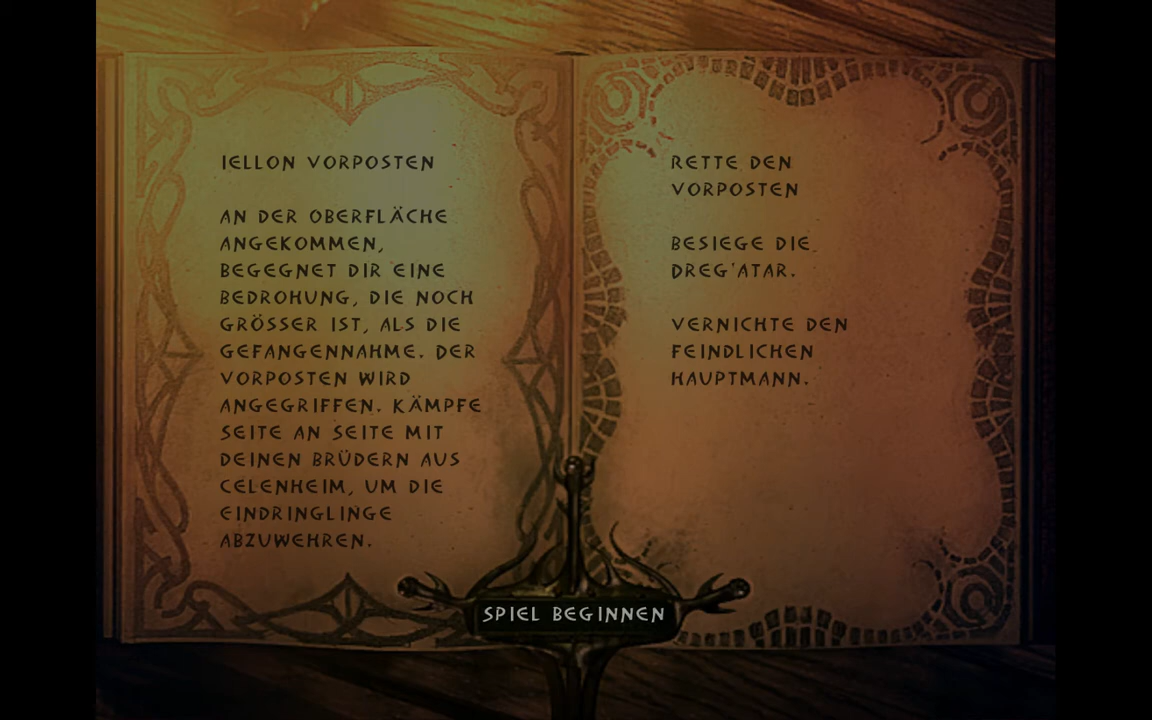 IELLON VORPOSTEN
AN DER OBERFLÄCHE
ANGEKOMMEN,
BEGEGNET DIR EINE
BEDROHUNG, DIE NOCH
GRÖSSER IST, ALS DIE
GEFANGENNAHME. DER
VORPOSTEN WIRD
ANGEGRIFFEN. KÄMPFE
SEITE AN SEITE MIT
DEINEN BRÜDERN AUS
CELENHEIM, UM DIE
EINDRINGLINGE
ABZUWEHREN.
RETTE DEN
VORPOSTEN
BESIEGE DIE
DREG'ATAR.
VERNICHTE DEN
FEINDLICHEN
HAUPTMANN.
SPIEL BEGINNEN